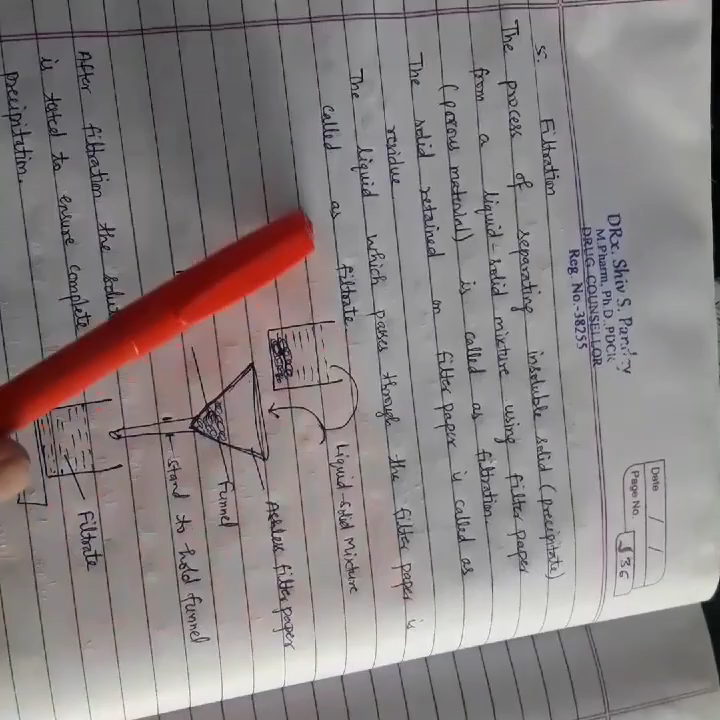 DRx. Shiv S. Pandey
M.Pharm, Ph.D, PDCR
DRUG COUNSELLOR
Reg. No.-38255
Date / /
Page No. 136
5. Filtration
The process of separating insoluble solid (precipitate)
from a liquid-solid mixture using filter paper
(porous material) is called as filtration.
The solid retained on filter paper is called as
residue
The liquid which passes through the filter paper is
called as filtrate
Liquid-solid mixture
Ashless filter paper
Funnel
stand to hold funnel
Filtrate
After filtration the
is tested to ensure complete
precipitation.